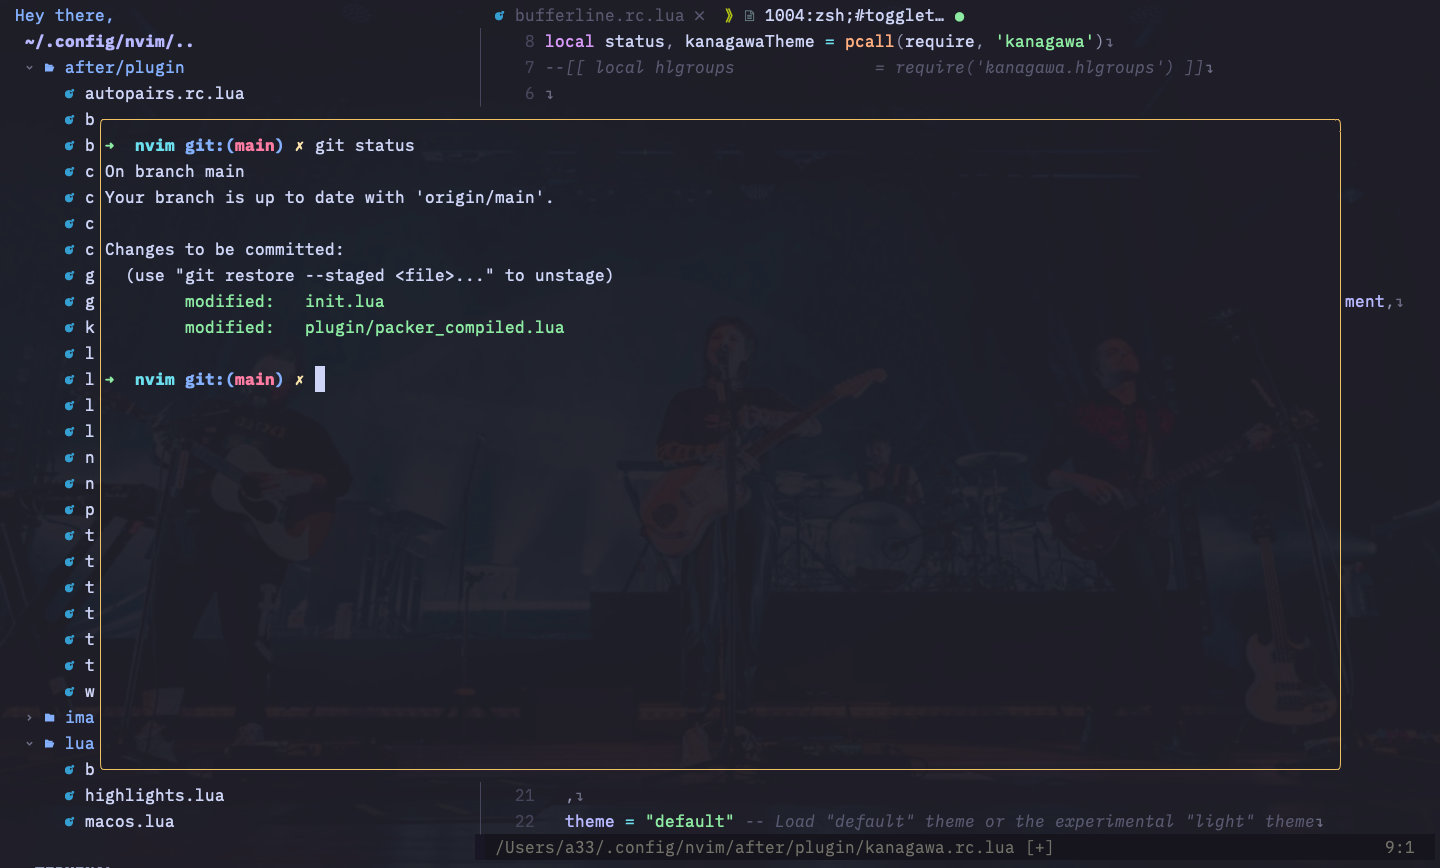 Hey there,
bufferline.rc.lua × 1004:zsh;#togglet…
~/.config/nvim/..
8 local status, kanagawaTheme = pcall(require, 'kanagawa')
after/plugin
7 --[[ local hlgroups = require('kanagawa.hlgroups') ]]
autopairs.rc.lua
6
b
b ➜ nvim git:(main) ✗ git status
c On branch main
c Your branch is up to date with 'origin/main'.
c
c Changes to be committed:
g (use "git restore --staged <file>..." to unstage)
g modified: init.lua
ment,
k modified: plugin/packer_compiled.lua
l
l ➜ nvim git:(main) ✗
l
l
n
n
p
t
t
t
t
t
t
w
ima
lua
b
highlights.lua
21 ,
macos.lua
22 theme = "default" -- Load "default" theme or the experimental "light" theme
/Users/a33/.config/nvim/after/plugin/kanagawa.rc.lua [+] 9:1